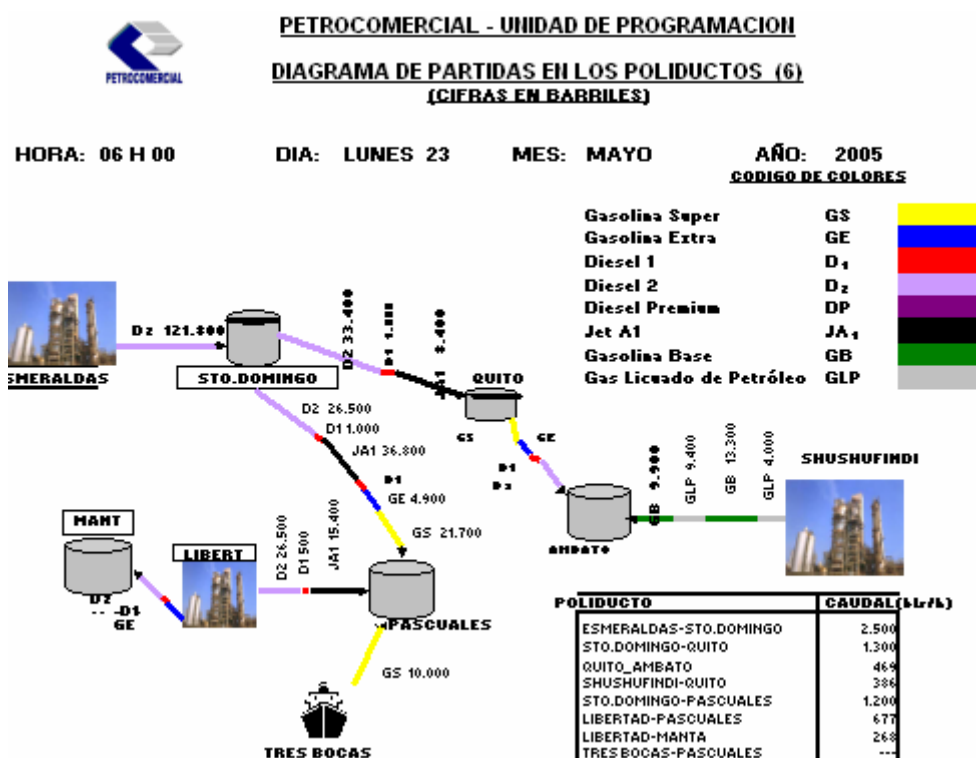 PETROCOMERCIAL - UNIDAD DE PROGRAMACION
PETROCOMERCIAL
DIAGRAMA DE PARTIDAS EN LOS POLIDUCTOS (6)
(CIFRAS EN BARRILES)
HORA: 06 H 00 DIA: LUNES 23 MES: MAYO AÑO: 2005
CODIGO DE COLORES
Gasolina Super GS
Gasolina Extra GE
Diesel 1 D1
Diesel 2 D2
Diesel Premium DP
Jet A1 JA1
Gasolina Base GB
Gas Licuado de Petróleo GLP
D2 121.800
SMERALDAS
STO.DOMINGO
D2 33.400
D1
8.400
QUITO
GS
GE
D1
D2
AMBATO
GB 9.900
GLP 9.400
GB 13.300
GLP 4.000
SHUSHUFINDI
D2 26.500
D1 1.000
JA1 36.800
D1
GE 4.900
GS 21.700
MANT
D2
-- -D1
GE
LIBERT
D2 26.500
D1 500
JA1 15.400
PASCUALES
GS 10.000
TRES BOCAS
POLIDUCTO CAUDAL(blr/h)
ESMERALDAS-STO.DOMINGO 2.500
STO.DOMINGO-QUITO 1.300
QUITO_AMBATO 469
SHUSHUFINDI-QUITO 386
STO.DOMINGO-PASCUALES 1.200
LIBERTAD-PASCUALES 677
LIBERTAD-MANTA 268
TRES BOCAS-PASCUALES ---